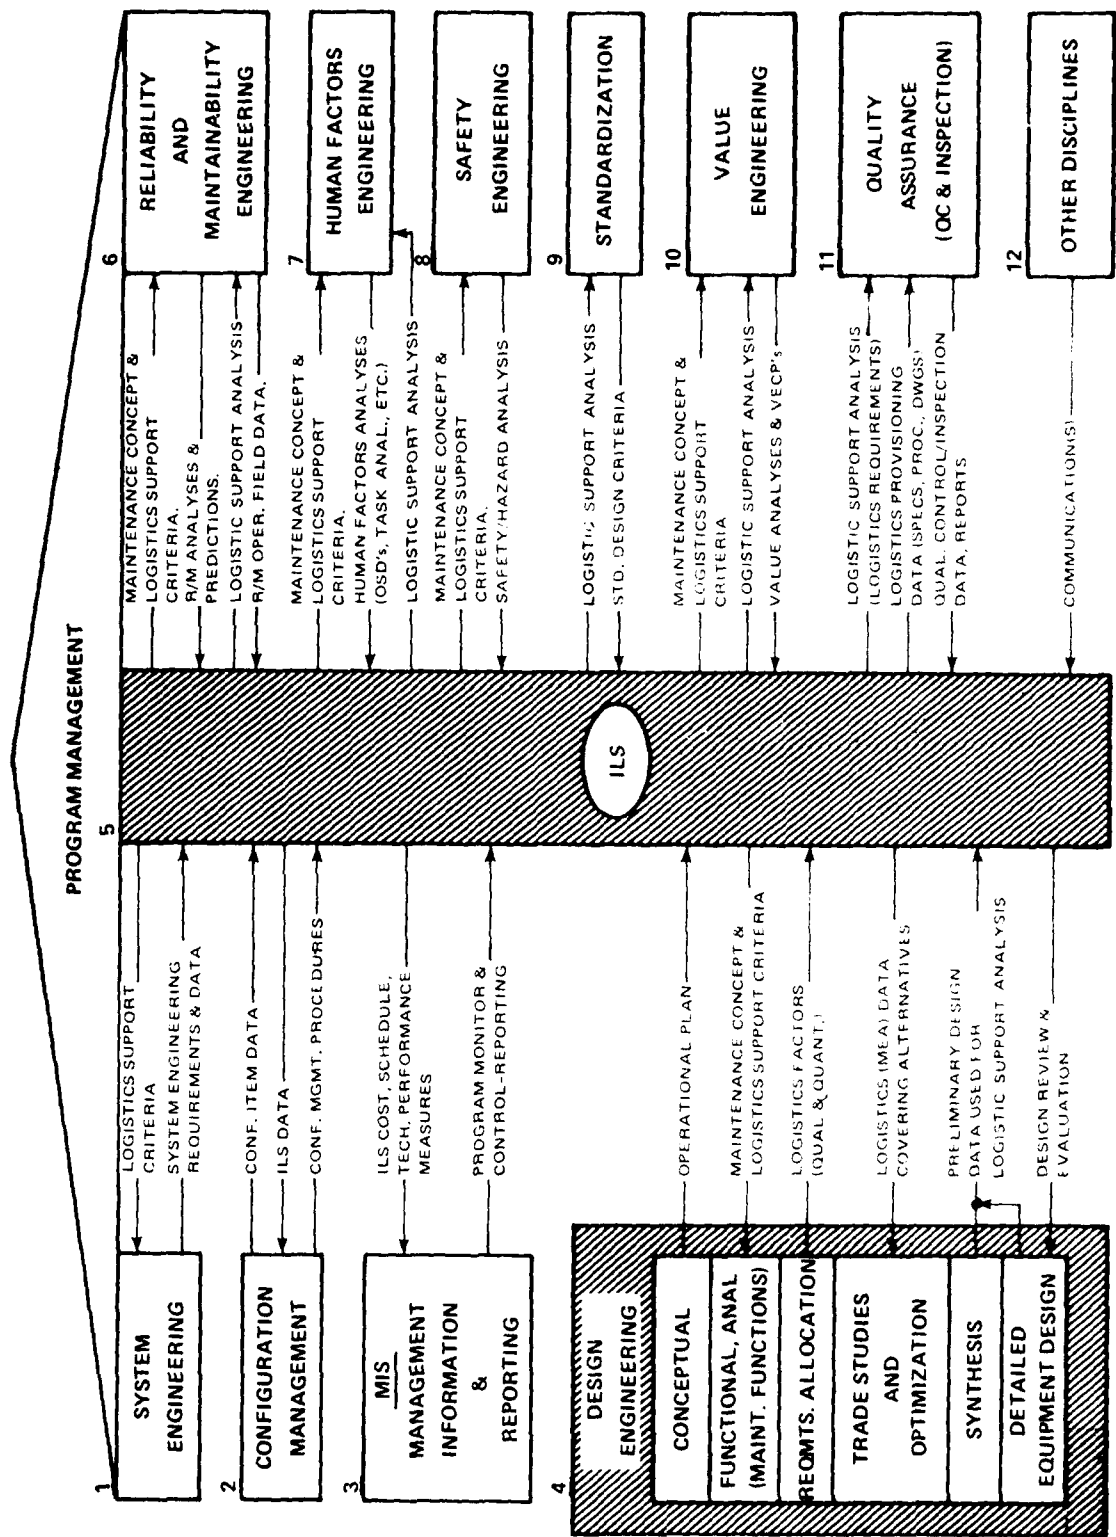 PROGRAM MANAGEMENT
1
SYSTEM
ENGINEERING
LOGISTICS SUPPORT
CRITERIA
SYSTEM ENGINEERING
REQUIREMENTS & DATA
2
CONFIGURATION
MANAGEMENT
CONF. ITEM DATA
ILS DATA
CONF. MGMT. PROCEDURES
3
MIS
MANAGEMENT
INFORMATION
&
REPORTING
ILS COST, SCHEDULE,
TECH, PERFORMANCE
MEASURES
PROGRAM MONITOR &
CONTROL-REPORTING
4
DESIGN
ENGINEERING
CONCEPTUAL
FUNCTIONAL, ANAL
(MAINT. FUNCTIONS)
REQMTS. ALLOCATION
TRADE STUDIES
AND
OPTIMIZATION
SYNTHESIS
DETAILED
EQUIPMENT DESIGN
OPERATIONAL PLAN
MAINTENANCE CONCEPT &
LOGISTICS SUPPORT CRITERIA
LOGISTICS FACTORS
(QUAL & QUANT.)
LOGISTICS (MEA) DATA
COVERING ALTERNATIVES
PRELIMINARY DESIGN
DATA USED FOR
LOGISTIC SUPPORT ANALYSIS
DESIGN REVIEW &
EVALUATION
5
ILS
MAINTENANCE CONCEPT &
LOGISTICS SUPPORT
CRITERIA.
R/M ANALYSES &
PREDICTIONS.
LOGISTIC SUPPORT ANALYSIS
R/M OPER. FIELD DATA.
6
RELIABILITY
AND
MAINTAINABILITY
ENGINEERING
MAINTENANCE CONCEPT &
LOGISTICS SUPPORT
CRITERIA.
HUMAN FACTORS ANALYSES
(OSD's, TASK ANAL., ETC.)
LOGISTIC SUPPORT ANALYSIS
7
HUMAN FACTORS
ENGINEERING
MAINTENANCE CONCEPT &
LOGISTICS SUPPORT
CRITERIA.
SAFETY/HAZARD ANALYSIS
8
SAFETY
ENGINEERING
LOGISTIC SUPPORT ANALYSIS
STD. DESIGN CRITERIA
9
STANDARDIZATION
MAINTENANCE CONCEPT &
LOGISTICS SUPPORT
CRITERIA
LOGISTIC SUPPORT ANALYSIS
VALUE ANALYSES & VECP's
10
VALUE
ENGINEERING
LOGISTIC SUPPORT ANALYSIS
(LOGISTICS REQUIREMENTS)
LOGISTICS PROVISIONING
DATA (SPECS, PROC, DWGS)
QUAL. CONTROL/INSPECTION
DATA, REPORTS
11
QUALITY
ASSURANCE
(QC & INSPECTION)
COMMUNICATION(S)
12
OTHER DISCIPLINES